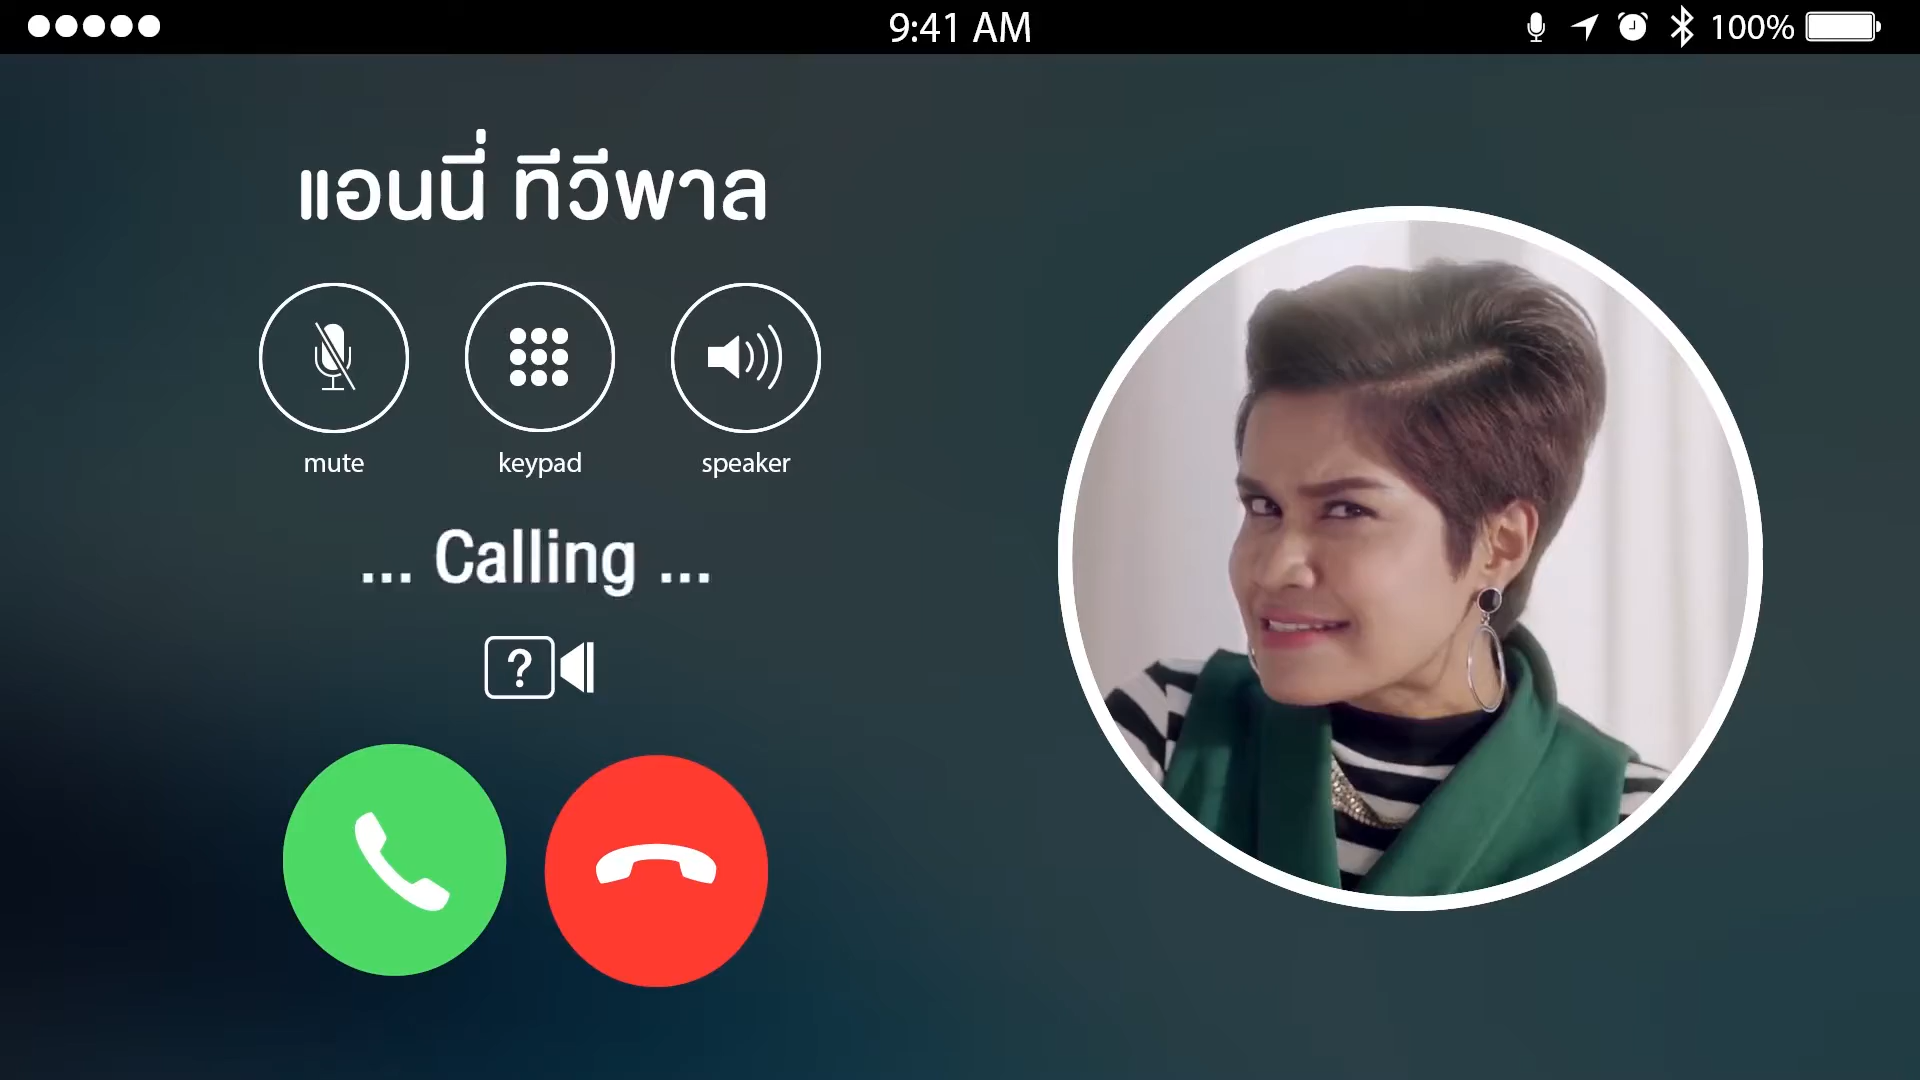 9:41 AM
100%
แอนนี่ ทีวีพาล
mute
keypad
speaker
... Calling ...
?